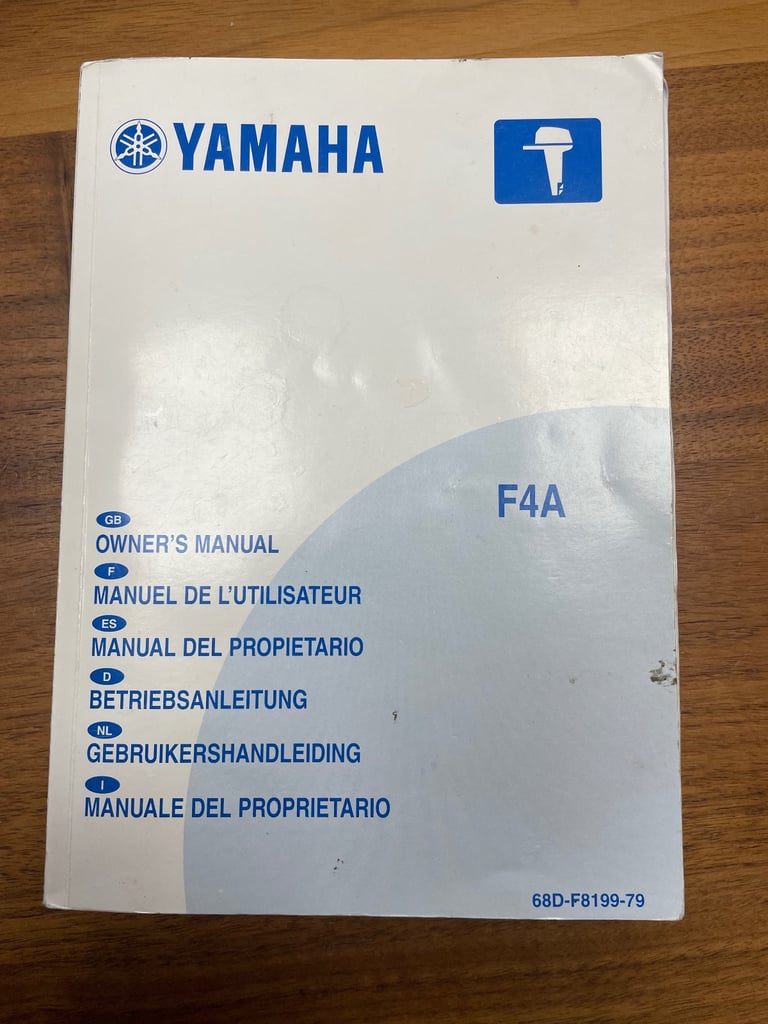 YAMAHA
F4A
GB
OWNER'S MANUAL
F
MANUEL DE L'UTILISATEUR
ES
MANUAL DEL PROPIETARIO
D
BETRIEBSANLEITUNG
NL
GEBRUIKERSHANDLEIDING
I
MANUALE DEL PROPRIETARIO
68D-F8199-79